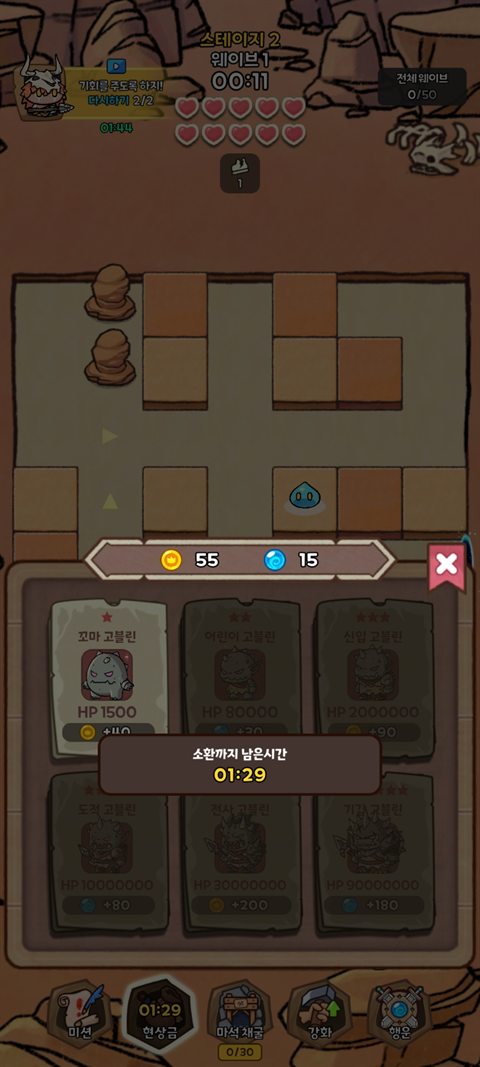 스테이지 2
웨이브 1
00:11
기회를 주도록 하지!
다시하기 2/2
01:44
전체 웨이브
0/50
1
55
15
꼬마 고블린
HP 1500
+40
어린이 고블린
HP 80000
+30
신입 고블린
HP 2000000
+90
소환까지 남은시간
01:29
도적 고블린
HP 10000000
+80
전사 고블린
HP 30000000
+200
고블린
HP 90000000
+180
미션
01:29
현상금
마석 채굴
0/30
강화
행운